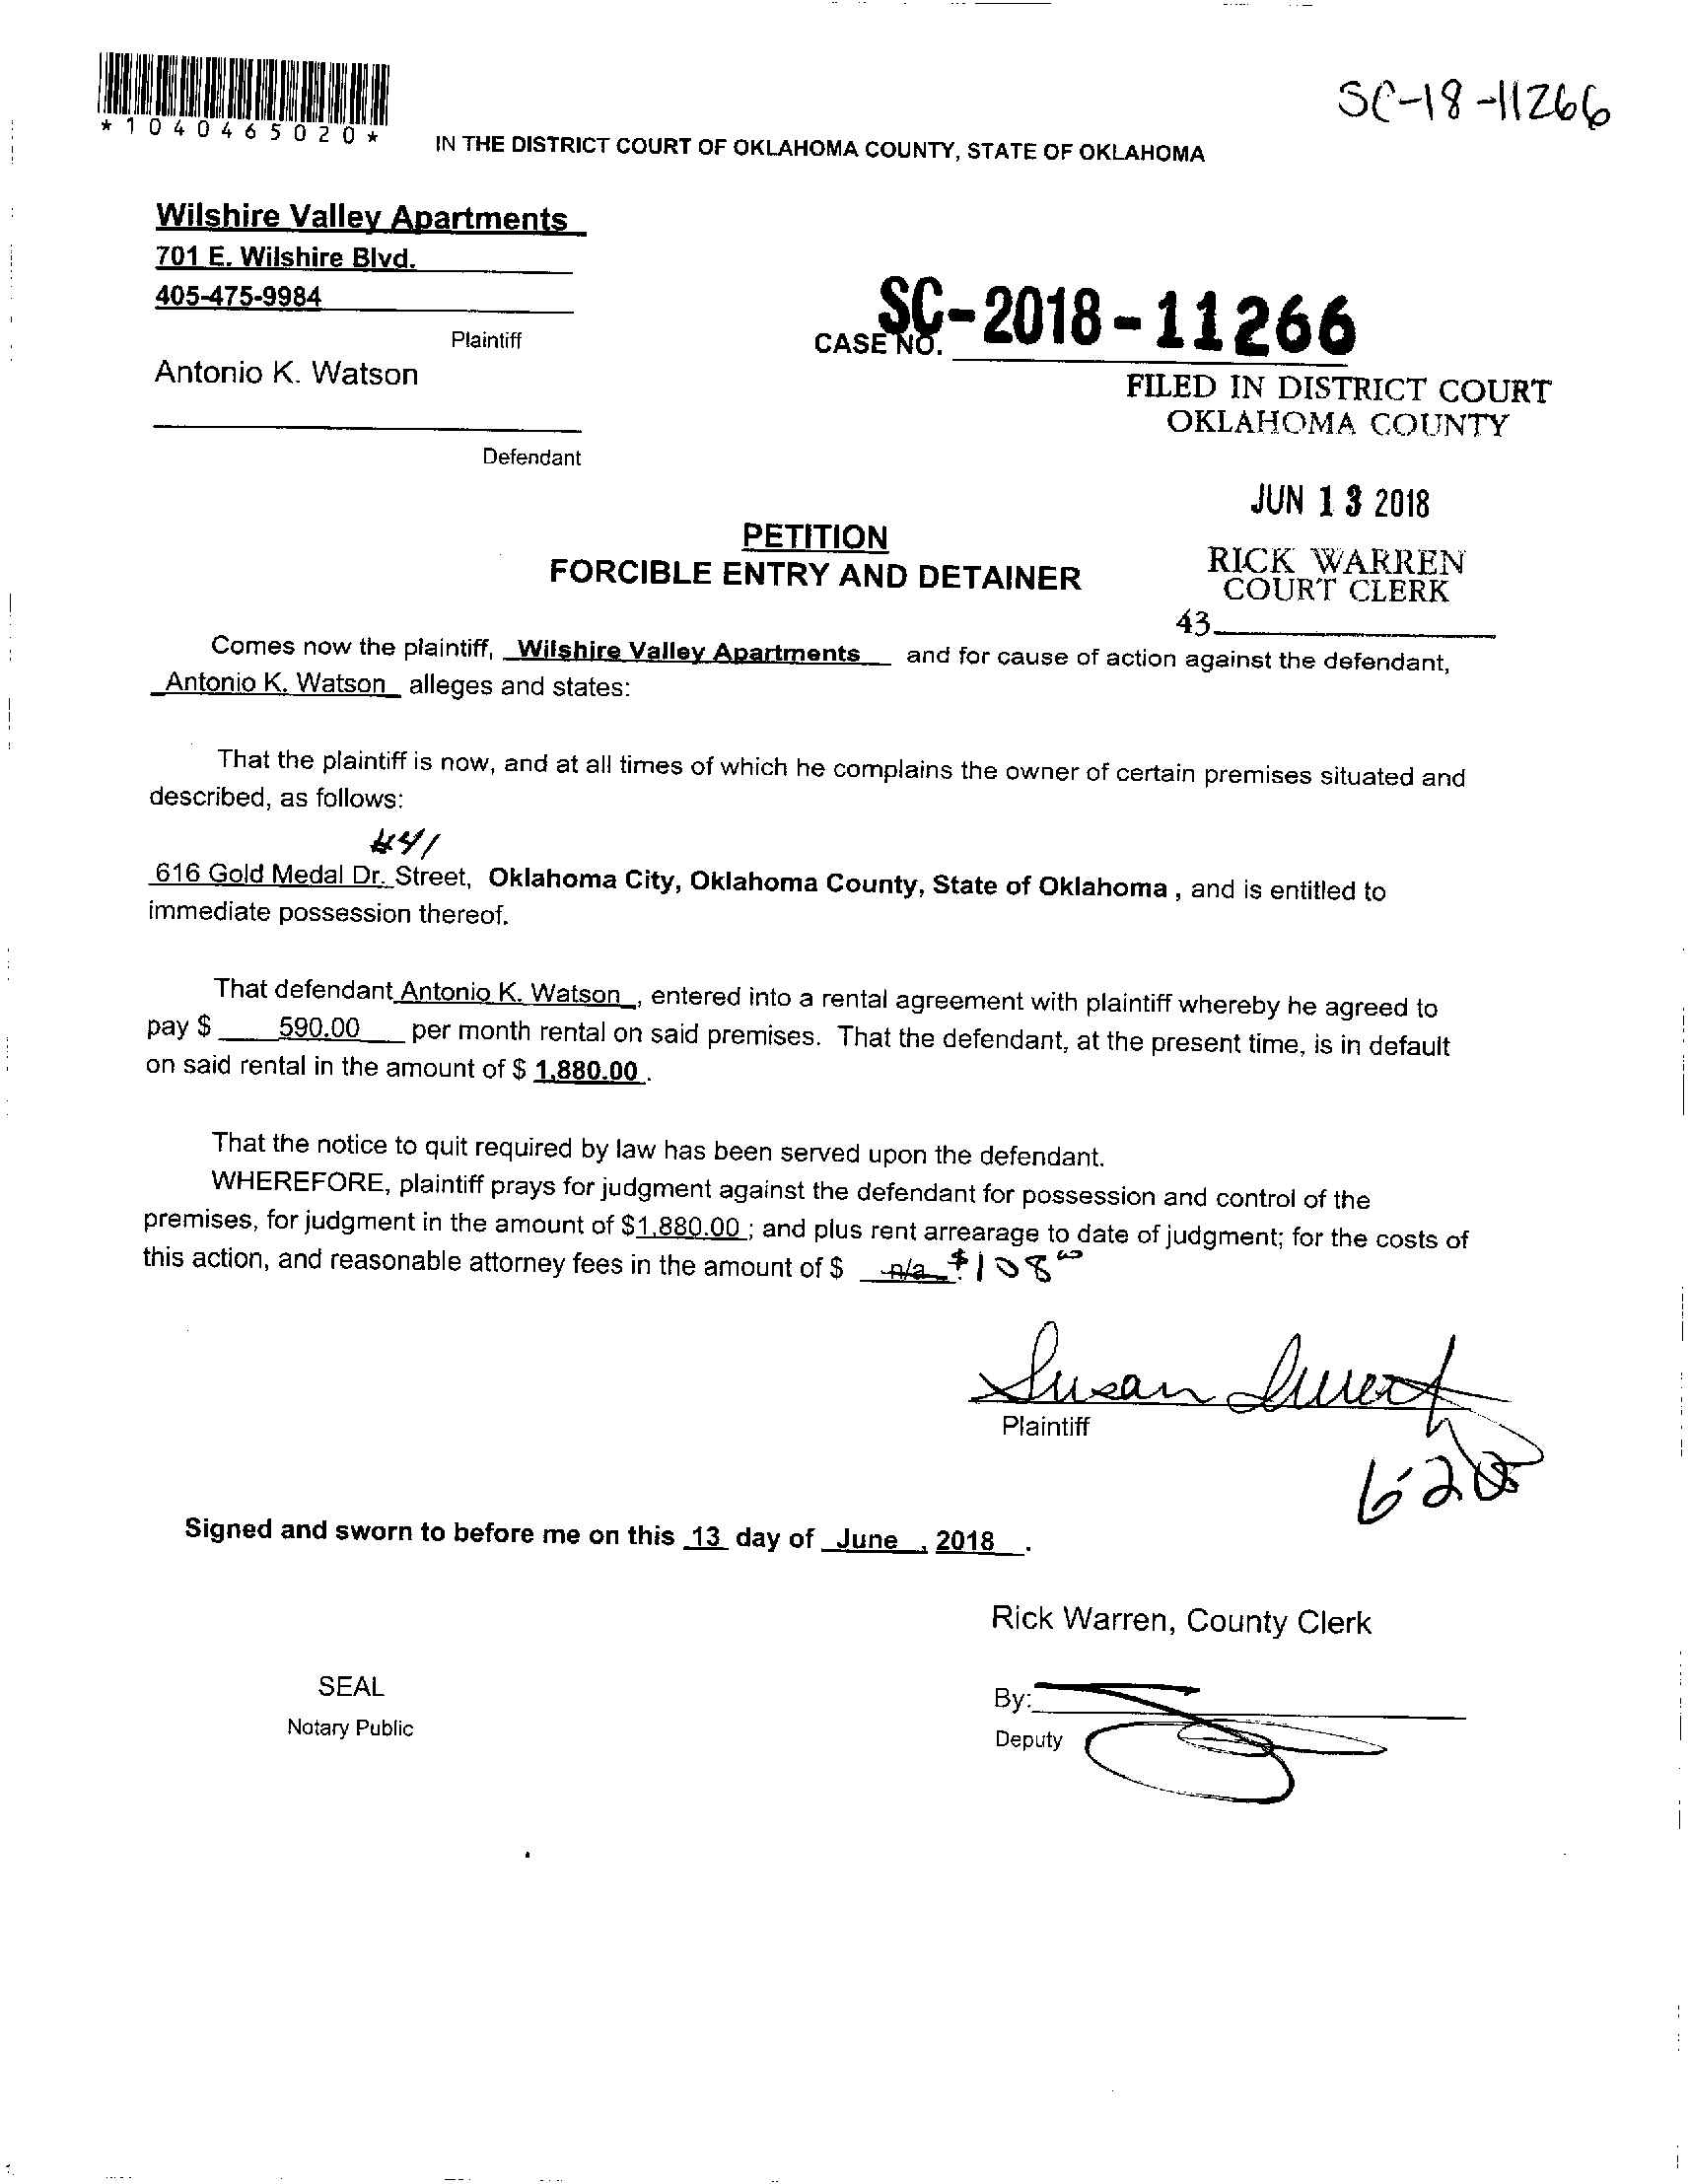 SC-18-11266
*1040465020*
IN THE DISTRICT COURT OF OKLAHOMA COUNTY, STATE OF OKLAHOMA
Wilshire Valley Apartments
701 E. Wilshire Blvd.
405-475-9984
Plaintiff
CASE NO. SC-2018-11266
Antonio K. Watson
Defendant
FILED IN DISTRICT COURT
OKLAHOMA COUNTY
JUN 13 2018
RICK WARREN
COURT CLERK
43
PETITION
FORCIBLE ENTRY AND DETAINER
Comes now the plaintiff, Wilshire Valley Apartments and for cause of action against the defendant,
Antonio K. Watson alleges and states:
That the plaintiff is now, and at all times of which he complains the owner of certain premises situated and
described, as follows:
#41
616 Gold Medal Dr. Street, Oklahoma City, Oklahoma County, State of Oklahoma , and is entitled to
immediate possession thereof.
That defendant Antonio K. Watson , entered into a rental agreement with plaintiff whereby he agreed to
pay $ 590.00 per month rental on said premises. That the defendant, at the present time, is in default
on said rental in the amount of $ 1,880.00 .
That the notice to quit required by law has been served upon the defendant.
WHEREFORE, plaintiff prays for judgment against the defendant for possession and control of the
premises, for judgment in the amount of $1,880.00 ; and plus rent arrearage to date of judgment; for the costs of
this action, and reasonable attorney fees in the amount of $ n/a . $108 00
Susan
Plaintiff
Signed and sworn to before me on this 13 day of June , 2018 .
Rick Warren, County Clerk
SEAL
Notary Public
By:
Deputy